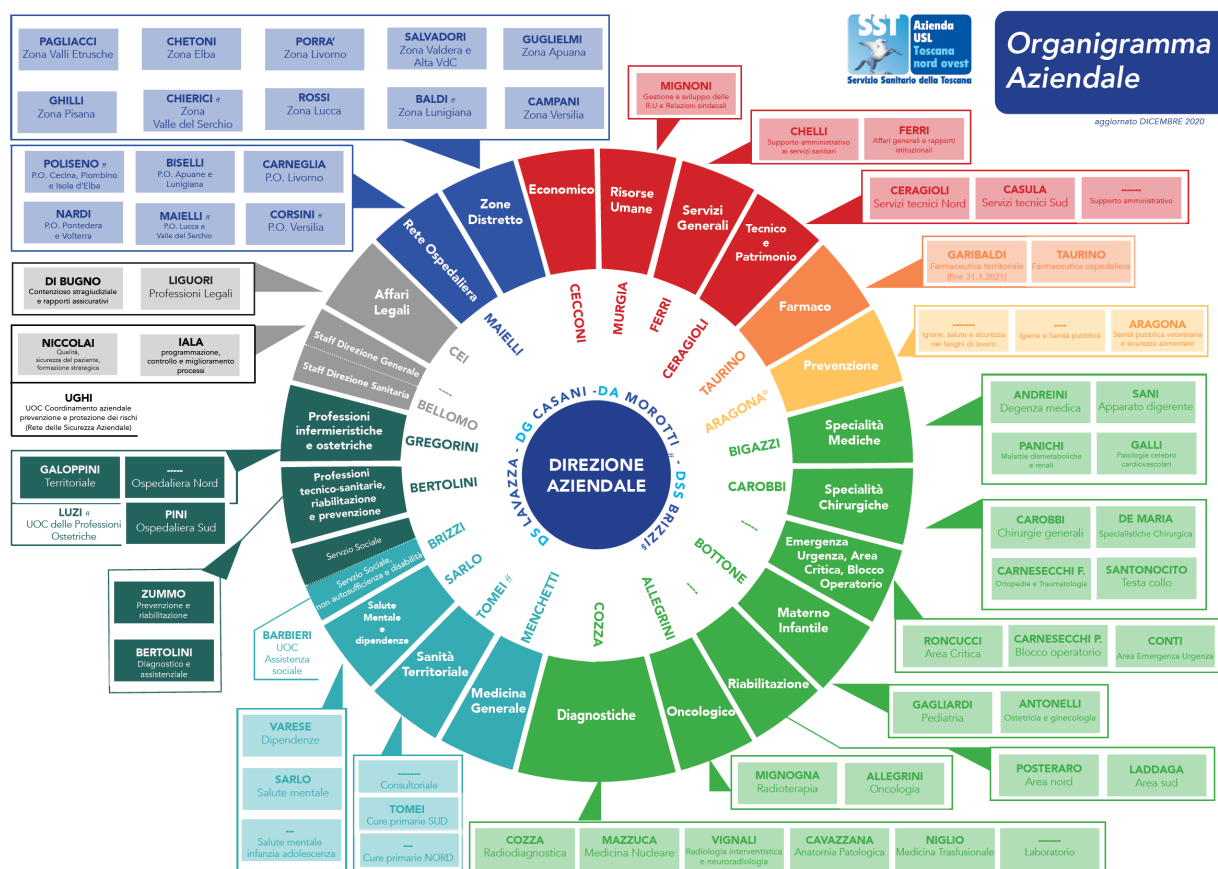 PAGLIACCI
Zona Valli Etrusche
CHETONI
Zona Elba
PORRA'
Zona Livorno
SALVADORI
Zona Valdera e
Alta VdC
GUGLIELMI
Zona Apuana
GHILLI
Zona Pisana
CHIERICI #
Zona
Valle del Serchio
ROSSI
Zona Lucca
BALDI #
Zona Lunigiana
CAMPANI
Zona Versilia
SST
Azienda
USL
Toscana
nord ovest
Servizio Sanitario della Toscana
Organigramma
Aziendale
aggiornato DICEMBRE 2020
MIGNONI
Gestione e sviluppo delle
R.U e Relazioni sindacali
CHELLI
Supporto amministrativo
ai servizi sanitari
FERRI
Affari generali e rapporti
istituzionali
CERAGIOLI
Servizi tecnici Nord
CASULA
Servizi tecnici Sud
-------
Supporto amministrativo
POLISENO #
P.O. Cecina, Piombino
e Isola d'Elba
BISELLI
P.O. Apuane e
Lunigiana
CARNEGLIA
P.O. Livorno
NARDI
P.O. Pontedera
e Volterra
MAIELLI #
P.O. Lucca e
Valle del Serchio
CORSINI #
P.O. Versilia
GARIBALDI
Farmaceutica territoriale
(fine 31.1.2021)
TAURINO
Farmaceutica ospedaliera
--------
Igiene, salute e sicurezza
nei luoghi di lavoro
----
Igiene e Sanità pubblica
ARAGONA
Sanità pubblica veterinaria
e sicurezza alimentare
DI BUGNO
Contenzioso stragiudiziale
e rapporti assicurativi
LIGUORI
Professioni Legali
NICCOLAI
Qualità,
sicurezza del paziente,
formazione strategica
IALA
programmazione,
controllo e miglioramento
processi
UGHI
UOC Coordinamento aziendale
prevenzione e protezione dei rischi
(Rete delle Sicurezza Aziendale)
GALOPPINI
Territoriale
-----
Ospedaliera Nord
LUZI #
UOC delle Professioni
Ostetriche
PINI
Ospedaliera Sud
ZUMMO
Prevenzione e
riabilitazione
BERTOLINI
Diagnostico e
assistenziale
BARBIERI
UOC
Assistenza
sociale
VARESE
Dipendenze
SARLO
Salute mentale
---
Salute mentale
infanzia adolescenza
-------
Consultoriale
TOMEI
Cure primarie SUD
---
Cure primarie NORD
Economico
Risorse
Umane
Servizi
Generali
Tecnico
e
Patrimonio
Farmaco
Prevenzione
Specialità
Mediche
Specialità
Chirurgiche
Emergenza
Urgenza, Area
Critica, Blocco
Operatorio
Materno
Infantile
Riabilitazione
Oncologico
Diagnostiche
Medicina
Generale
Sanità
Territoriale
Salute
Mentale
e
dipendenze
Servizio Sociale,
non autosufficienza e disabilità
Servzio Sociale
Professioni
tecnico-sanitarie,
riabilitazione
e prevenzione
Professioni
infermieristiche
e ostetriche
Staff Direzione Sanitaria
Staff Direzione Generale
Affari
Legali
Rete Ospedaliera
Zone
Distretto
CECCONI
MURGIA
FERRI
CERAGIOLI
TAURINO
ARAGONA°
BIGAZZI
CAROBBI
-----
BOTTONE
----
ALLEGRINI
COZZA
MENCHETTI
TOMEI #
SARLO
BRIZZI
BERTOLINI
GREGORINI
BELLOMO
----
CEI
MAIELLI
DS LAVAZZA - DG CASANI -DA MOROTTI # - DSS BRIZZI§
DIREZIONE
AZIENDALE
ANDREINI
Degenza medica
SANI
Apparato digerente
PANICHI
Malattie dismetaboliche
e renali
GALLI
Patologie celebro
cardiovascolari
CAROBBI
Chirurgie generali
DE MARIA
Specialistiche Chirurgica
CARNESECCHI F.
Ortopedie e Traumatologia
SANTONOCITO
Testa collo
RONCUCCI
Area Critica
CARNESECCHI P.
Blocco operatorio
CONTI
Area Emergenza Urgenza
GAGLIARDI
Pediatria
ANTONELLI
Ostetricia e ginecologia
POSTERARO
Area nord
LADDAGA
Area sud
MIGNOGNA
Radioterapia
ALLEGRINI
Oncologia
COZZA
Radiodiagnostica
MAZZUCA
Medicina Nucleare
VIGNALI
Radiologia interventistica
e neuroradiologia
CAVAZZANA
Anatomia Patologica
NIGLIO
Medicina Trasfusionale
-------
Laboratorio